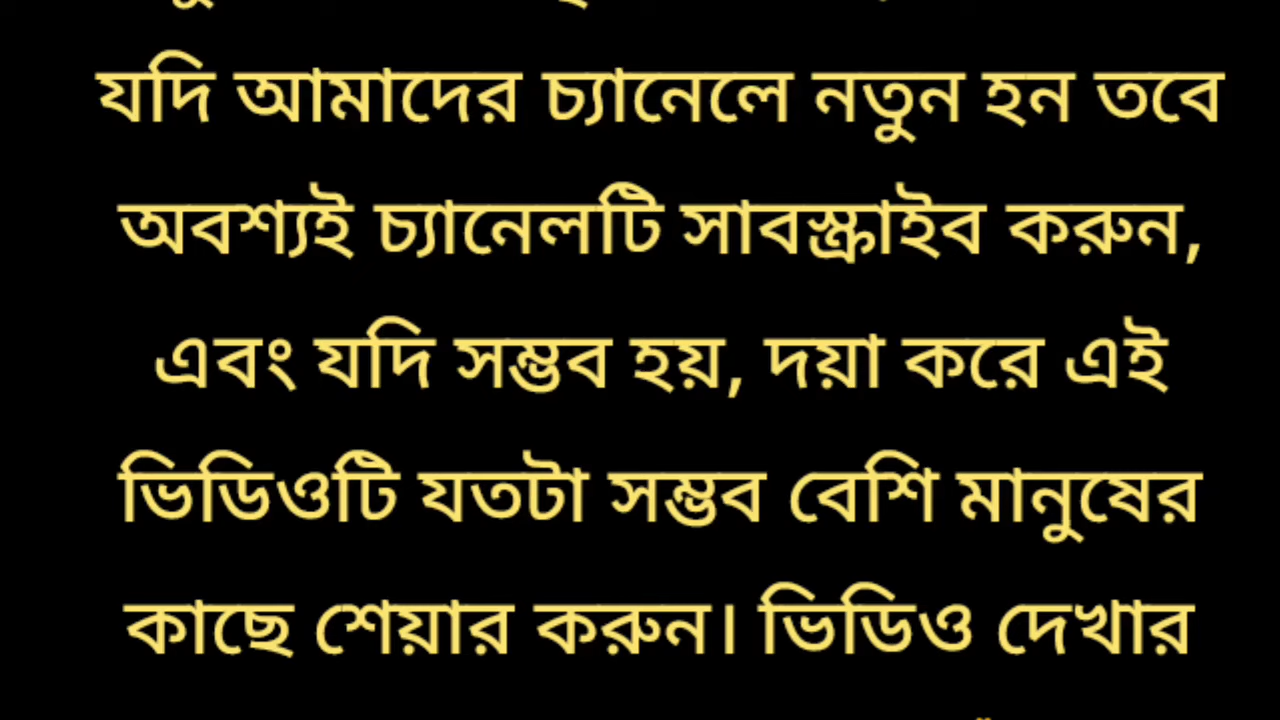 যদি আমাদের চ্যানেলে নতুন হন তবে
অবশ্যই চ্যানেলটি সাবস্ক্রাইব করুন,
এবং যদি সম্ভব হয়, দয়া করে এই
ভিডিওটি যতটা সম্ভব বেশি মানুষের
কাছে শেয়ার করুন। ভিডিও দেখার